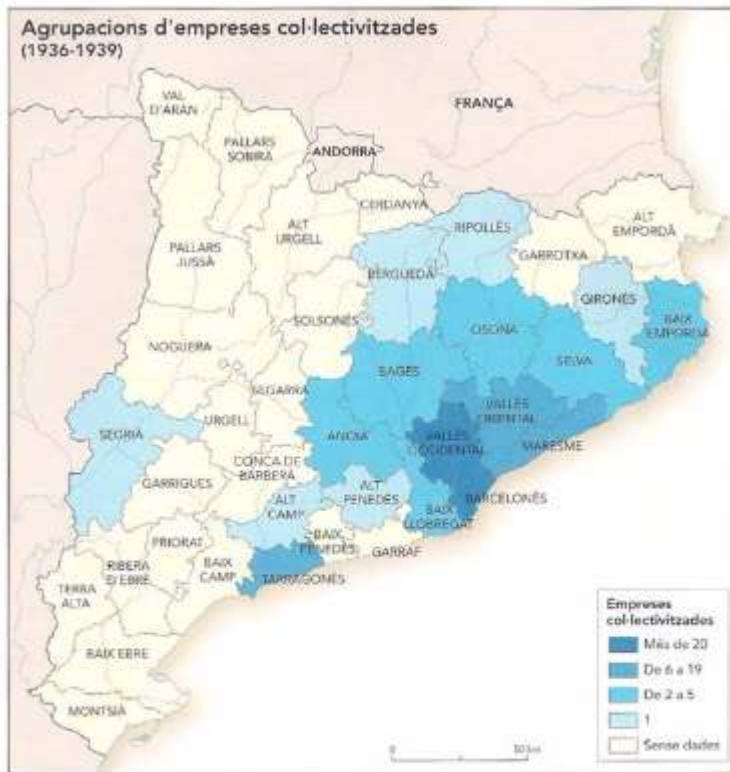 Agrupacions d'empreses col·lectivitzades
(1936-1939)
VAL
D'ARAN
PALLARS
SOBIRÀ
ANDORRA
FRANÇA
CERDANYA
ALT
URGELL
PALLARS
JUSSÀ
RIPOLLÈS
BERGUEDÀ
GARROTXA
ALT
EMPORDÀ
GIRONÈS
BAIX
EMPORDÀ
SOLSONÈS
OSONA
SELVA
NOGUERA
BAGES
SEGARRA
VALLÈS
ORIENTAL
VALLÈS
OCCIDENTAL
MARESME
SEGRIÀ
URGELL
ANOIA
CONCA DE
BARBERÀ
GARRIGUES
ALT
CAMP
ALT
PENEDÈS
BARCELONÈS
BAIX
LLOBREGAT
PRIORAT
BAIX
PENEDÈS
GARRAF
RIBERA
D'EBRE
BAIX
CAMP
TARRAGONÈS
TERRA
ALTA
BAIX EBRE
MONTSIÀ
Empreses
col·lectivitzades
Més de 20
De 6 a 19
De 2 a 5
1
Sense dades
0
50 km